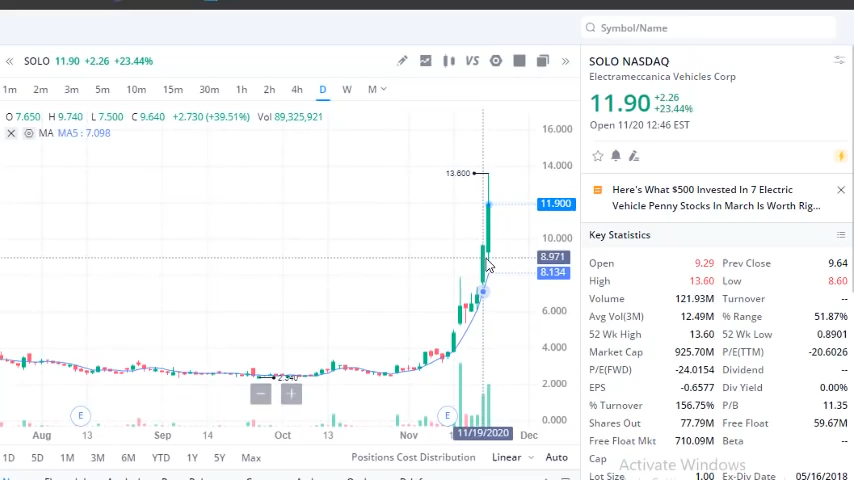 Symbol/Name
SOLO 11.90 +2.26 +23.44%
VS
1m 2m 3m 5m 10m 15m 30m 1h 2h 4h D W M
O 7.650 H 9.740 L 7.500 C 9.640 +2.730 (+39.51%) Vol 89,325,921
MA MA5: 7.098
16.000
14.000
13.600
11.900
10.000
8.971
8.134
6.000
4.000
2.000
0.000
2.340
E E
Aug 13 Sep 14 Oct 13 Nov 11/19/2020 Dec
1D 5D 1M 3M 6M YTD 1Y 5Y Max Positions Cost Distribution Linear Auto
SOLO NASDAQ
Electrameccanica Vehicles Corp
11.90 +2.26
+23.44%
Open 11/20 12:46 EST
Here's What $500 Invested In 7 Electric
Vehicle Penny Stocks In March Is Worth Rig...
Key Statistics
Open 9.29 Prev Close 9.64
High 13.60 Low 8.60
Volume 121.93M Turnover --
Avg Vol(3M) 12.49M % Range 51.87%
52 Wk High 13.60 52 Wk Low 0.8901
Market Cap 925.70M P/E(TTM) -20.6026
P/E(FWD) -24.0154 Dividend --
EPS -0.6577 Div Yield 0.00%
% Turnover 156.75% P/B 11.35
Shares Out 77.79M Free Float 59.67M
Free Float Mkt 710.09M Beta --
Cap
Lot Size 1.00 Ex-Div Date 05/16/2018
Activate Windows